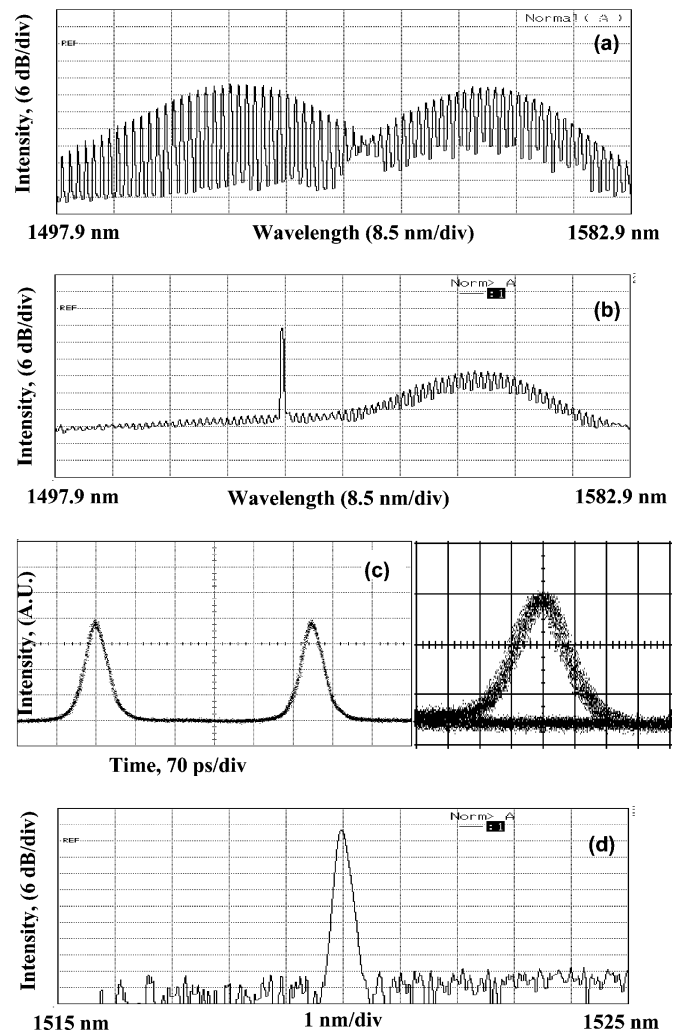 Normal ( A )
REF
(a)
Intensity, (6 dB/div)
1497.9 nm Wavelength (8.5 nm/div) 1582.9 nm
Norm> A
:1
REF
(b)
Intensity, (6 dB/div)
1497.9 nm Wavelength (8.5 nm/div) 1582.9 nm
(c)
Intensity, (A.U.)
Time, 70 ps/div
Norm> A
:1
REF
(d)
Intensity, (6 dB/div)
1515 nm 1 nm/div 1525 nm